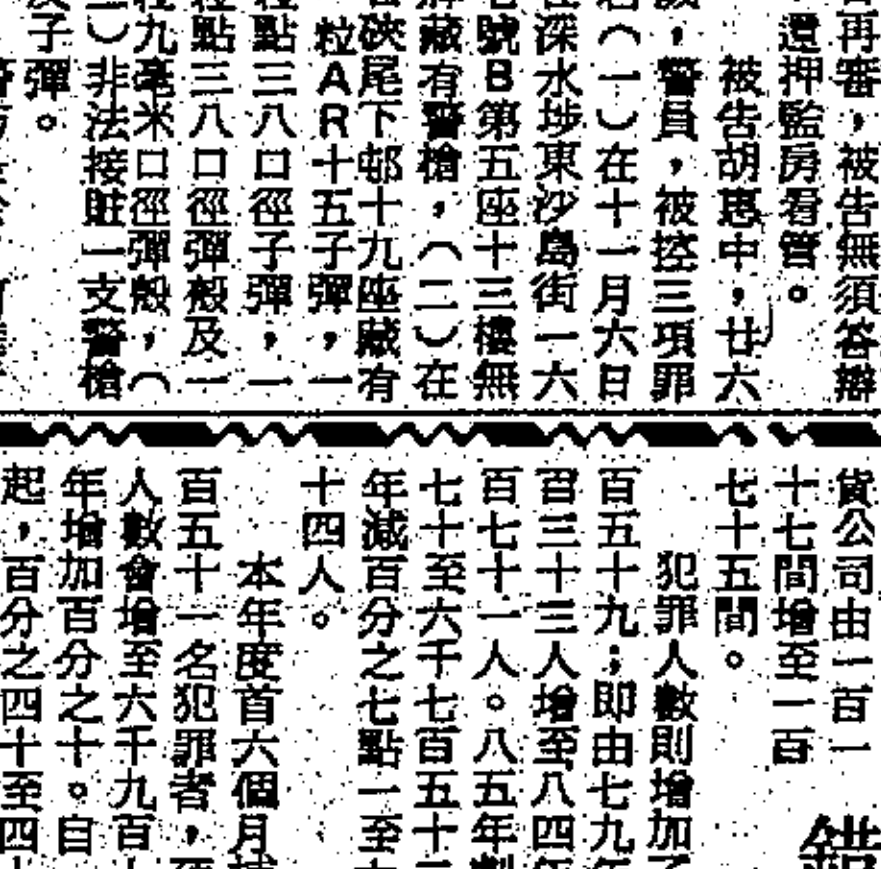 再審，被告無須答辯
還押監房看管。
被告胡惠中，廿六
，警員，被控三項罪
（一）在十一月六日
深水埗東沙島街一六
號B第五座十三樓無
藏有警槍，（二）在
硤尾下邨十九座藏有
粒AR十五子彈，一
點三八口徑子彈，一
點三八口徑彈殼及一
九毫米口徑彈殼，（
）非法接賍一支警槍
子彈。
貨公司由一百一
十七間增至一百
七十五間。
犯罪人數則增加了
百五十九；即由七九年
百三十三人增至八四年
百七十一人。八五年
七十至六千七百五十
年減百分之七點一至
十四人。
本年度首六個月
百五十一名犯罪者，
人數會增至六千九百
年增加百分之十。自
起，百分之四十至四
錯